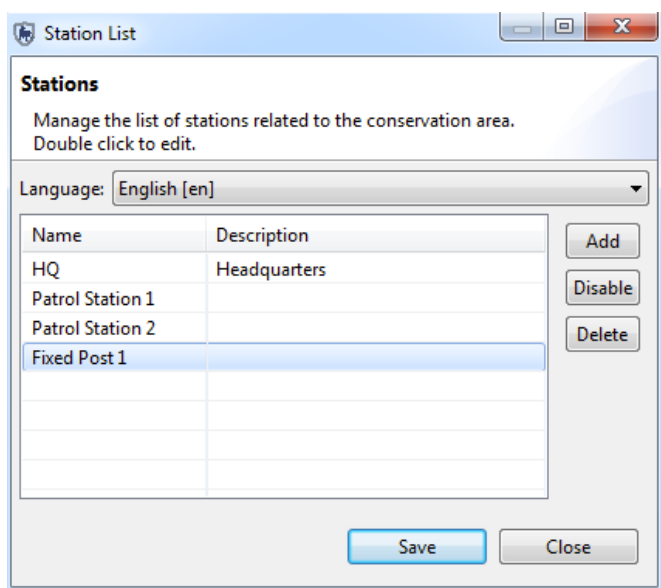 Station List
Stations
Manage the list of stations related to the conservation area.
Double click to edit.
Language: English [en]
Name Description
HQ Headquarters
Patrol Station 1
Patrol Station 2
Fixed Post 1
Add
Disable
Delete
Save Close